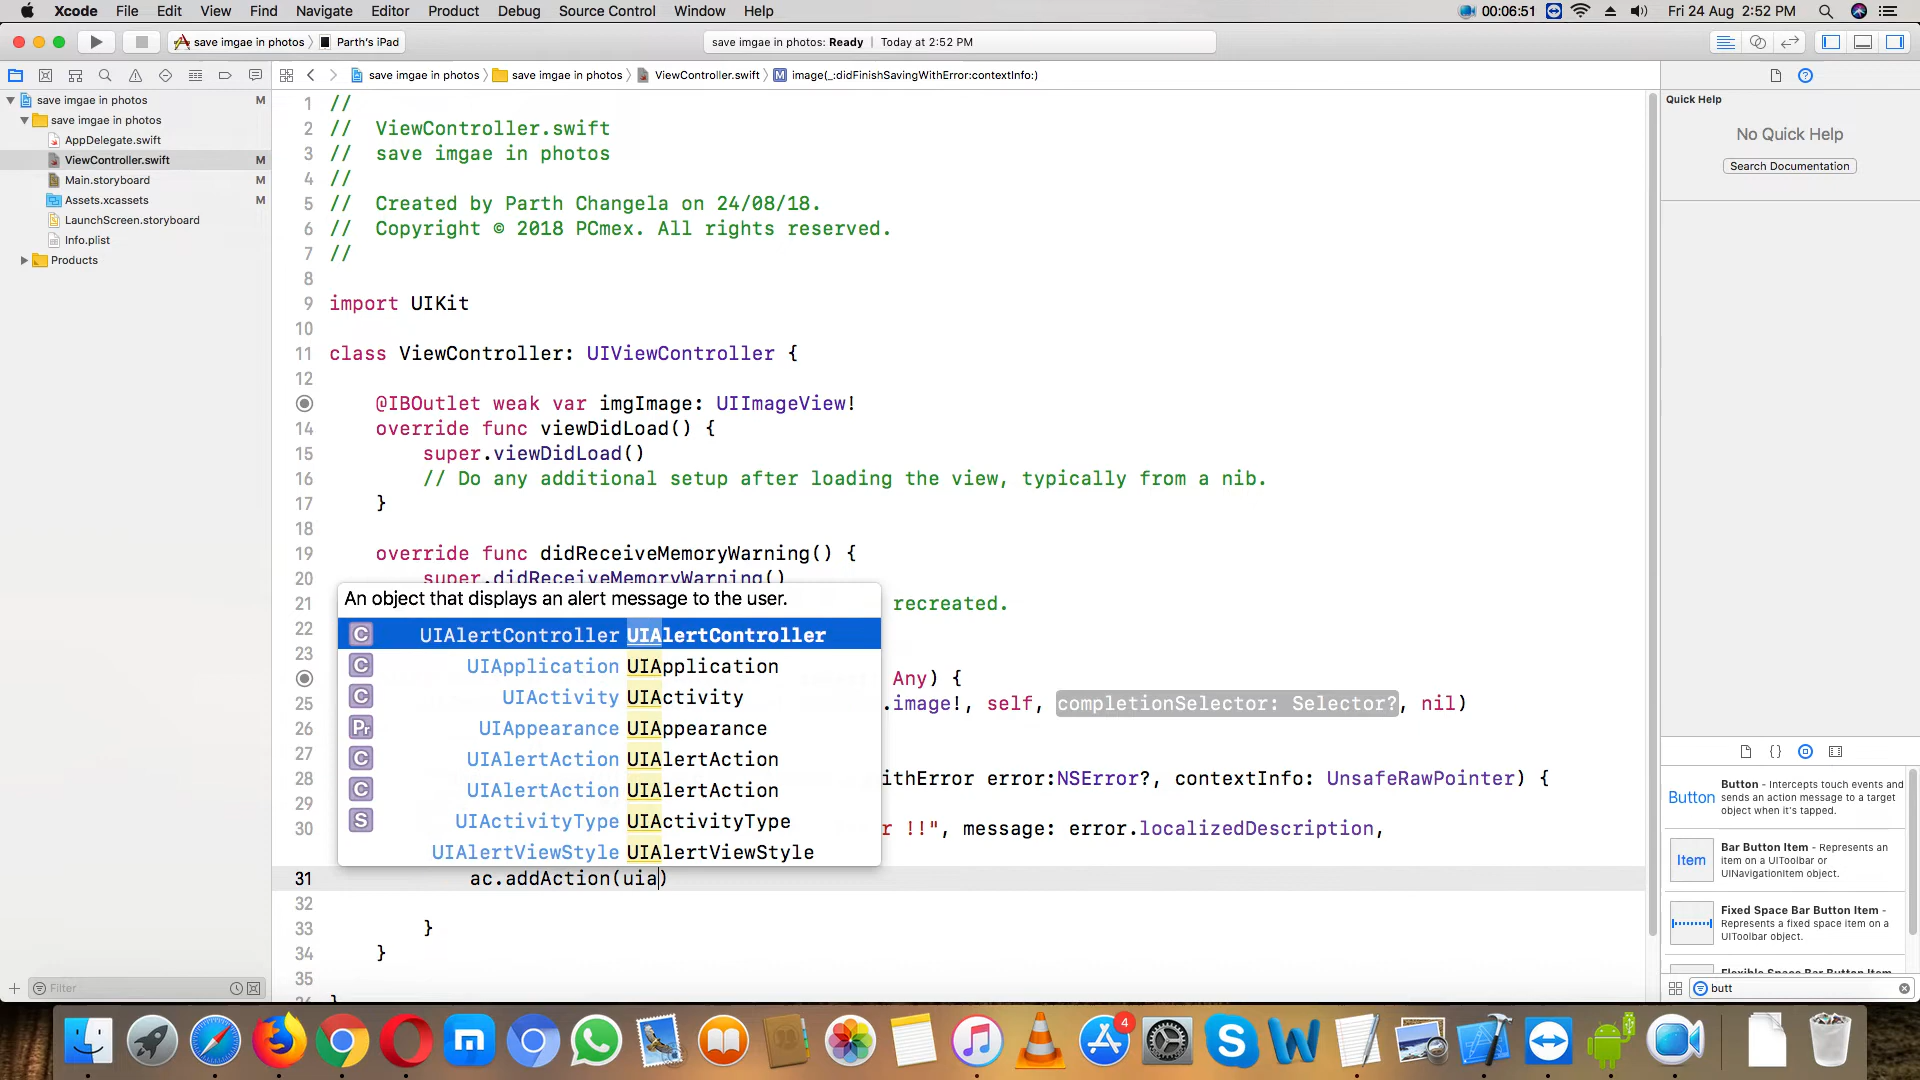 Xcode File Edit View Find Navigate Editor Product Debug Source Control Window Help 00:06:51 Fri 24 Aug 2:52 PM
save imgae in photos Parth's iPad save imgae in photos: Ready Today at 2:52 PM
save imgae in photos save imgae in photos ViewController.swift M image(_:didFinishSavingWithError:contextInfo:)
save imgae in photos M
save imgae in photos
AppDelegate.swift
ViewController.swift M
Main.storyboard M
Assets.xcassets M
LaunchScreen.storyboard
Info.plist
Products
Filter
1 //
2 // ViewController.swift
3 // save imgae in photos
4 //
5 // Created by Parth Changela on 24/08/18.
6 // Copyright © 2018 PCmex. All rights reserved.
7 //
8
9 import UIKit
10
11 class ViewController: UIViewController {
12
@IBOutlet weak var imgImage: UIImageView!
14 override func viewDidLoad() {
15 super.viewDidLoad()
16 // Do any additional setup after loading the view, typically from a nib.
17 }
18
19 override func didReceiveMemoryWarning() {
20 super.didReceiveMemoryWarning()
21 recreated.
22
23
Any) {
25 .image!, self, completionSelector: Selector?, nil)
26
27
28 ithError error:NSError?, contextInfo: UnsafeRawPointer) {
29
30 r !!", message: error.localizedDescription,
31 ac.addAction(uia)
32
33 }
34 }
35
An object that displays an alert message to the user.
C UIAlertController UIAlertController
C UIApplication UIApplication
C UIActivity UIActivity
Pr UIAppearance UIAppearance
C UIAlertAction UIAlertAction
C UIAlertAction UIAlertAction
S UIActivityType UIActivityType
UIAlertViewStyle UIAlertViewStyle
Quick Help
No Quick Help
Search Documentation
Button
Button - Intercepts touch events and
sends an action message to a target
object when it's tapped.
Item
Bar Button Item - Represents an
item on a UIToolbar or
UINavigationItem object.
Fixed Space Bar Button Item -
Represents a fixed space item on a
UIToolbar object.
Flexible Space Bar Button Item
butt
4